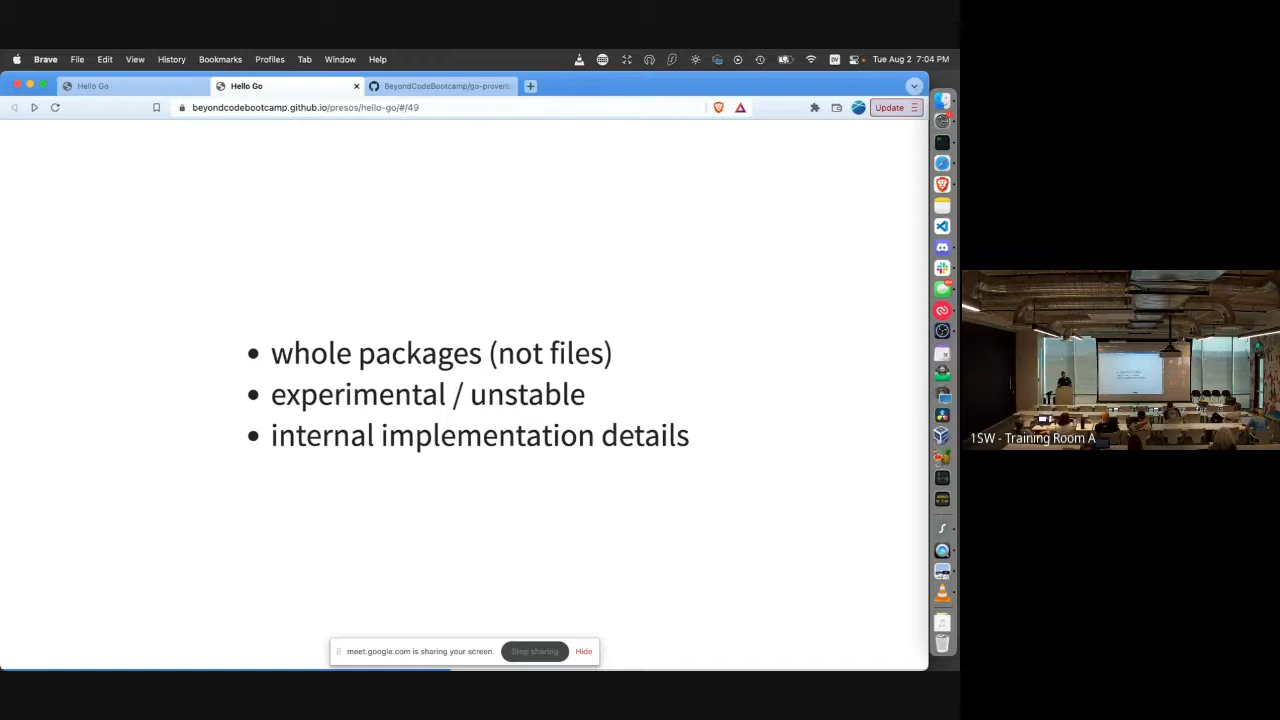 Brave File Edit View History Bookmarks Profiles Tab Window Help
DV
Tue Aug 2 7:04 PM
Hello Go
Hello Go
BeyondCodeBootcamp/go-proverb
beyondcodebootcamp.github.io/presos/hello-go/#/49
Update
• whole packages (not files)
• experimental / unstable
• internal implementation details
1SW - Training Room A
meet.google.com is sharing your screen.
Stop sharing
Hide